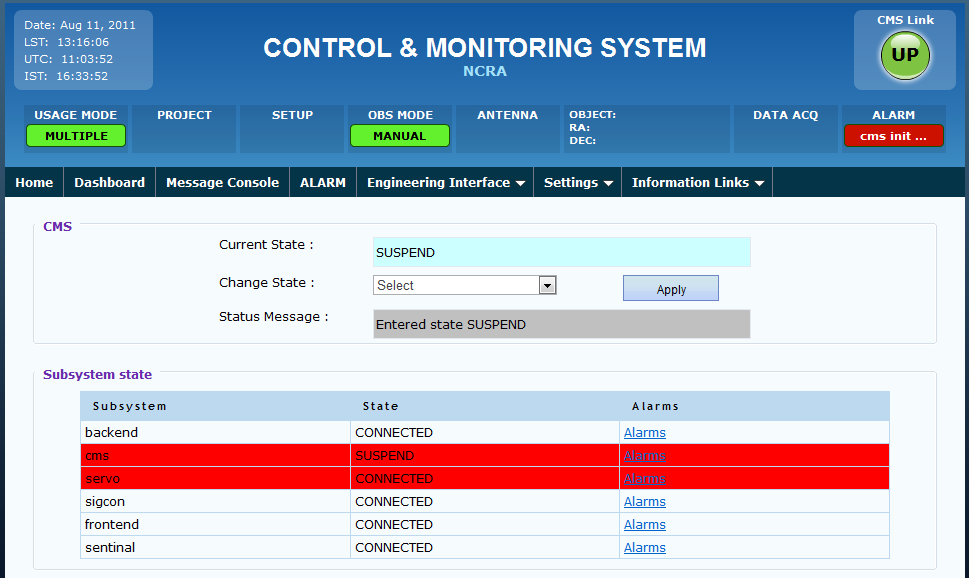 Date: Aug 11, 2011
LST: 13:16:06
UTC: 11:03:52
IST: 16:33:52
CONTROL & MONITORING SYSTEM
NCRA
CMS Link
UP
USAGE MODE
MULTIPLE
PROJECT
SETUP
OBS MODE
MANUAL
ANTENNA
OBJECT:
RA:
DEC:
DATA ACQ
ALARM
cms init ...
Home Dashboard Message Console ALARM Engineering Interface Settings Information Links
CMS
Current State : SUSPEND
Change State : Select Apply
Status Message : Entered state SUSPEND
Subsystem state
Subsystem State Alarms
backend CONNECTED Alarms
cms SUSPEND Alarms
servo CONNECTED Alarms
sigcon CONNECTED Alarms
frontend CONNECTED Alarms
sentinal CONNECTED Alarms